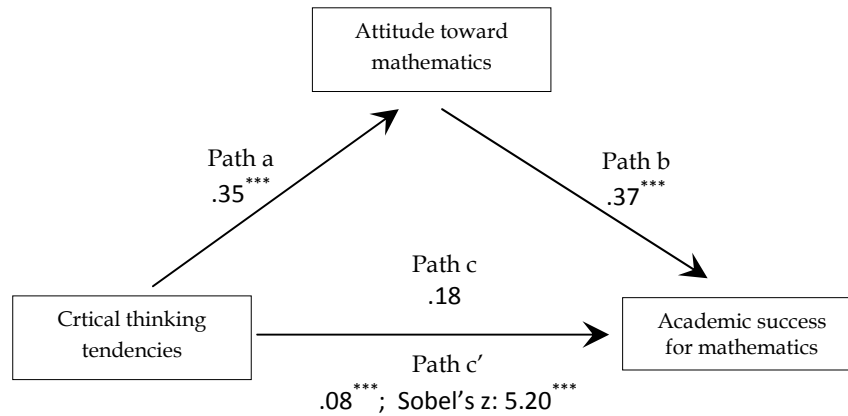 Attitude toward
mathematics
Path a
.35***
Path b
.37***
Path c
.18
Crtical thinking
tendencies
Academic success
for mathematics
Path c’
.08***; Sobel’s z: 5.20***